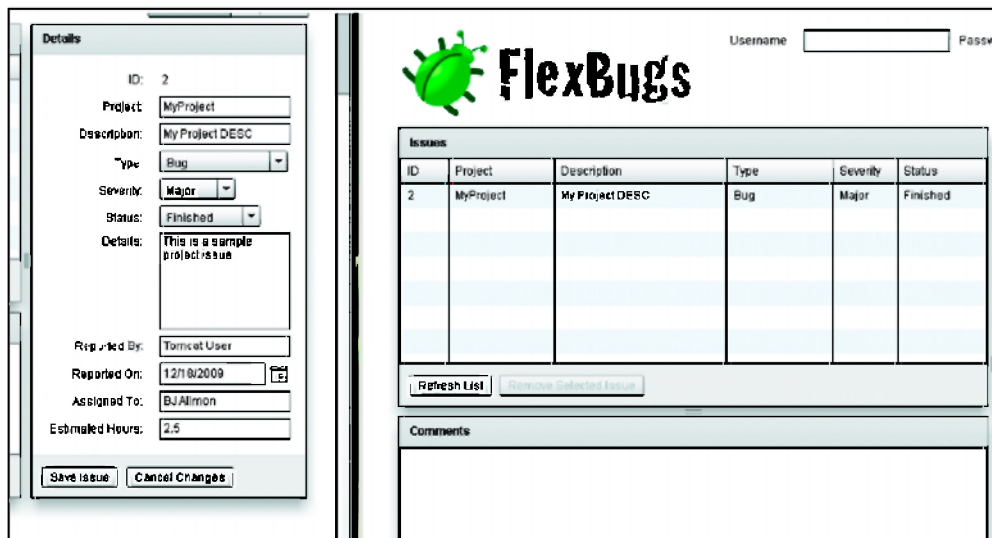 Details
ID: 2
Project: MyProject
Description: My Project DESC
Type Bug
Severity: Major
Status: Finished
Details: This is a sample
project issue
Reported By: Tomcat User
Reported On: 12/18/2009
Assigned To: BJ Allmon
Estimated Hours: 2.5
Save Issue Cancel Changes
Username Passw
FlexBugs
Issues
ID Project Description Type Severity Status
2 MyProject My Project DESC Bug Major Finished
Refresh List Remove Selected Issue
Comments